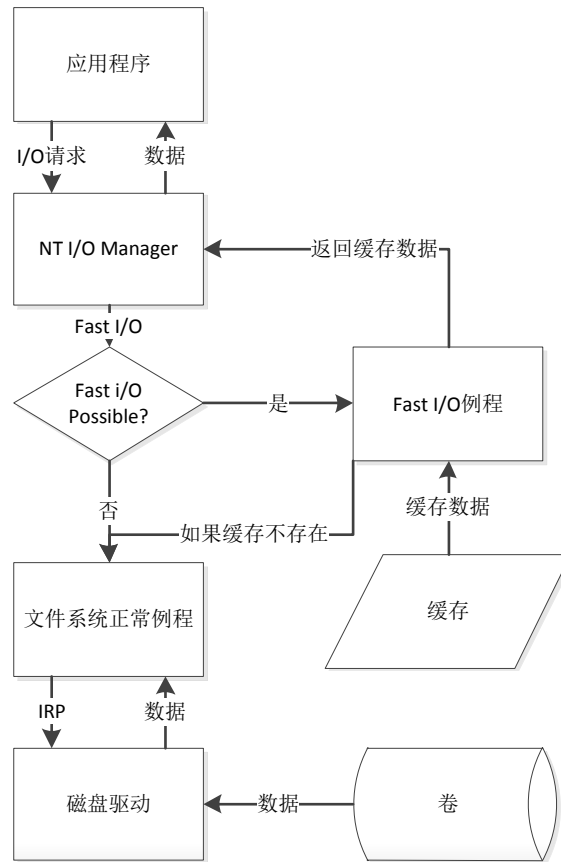 应用程序
I/O请求
数据
NT I/O Manager
返回缓存数据
Fast I/O
Fast i/O
Possible?
是
Fast I/O例程
否
如果缓存不存在
缓存数据
文件系统正常例程
缓存
IRP
数据
磁盘驱动
数据
卷